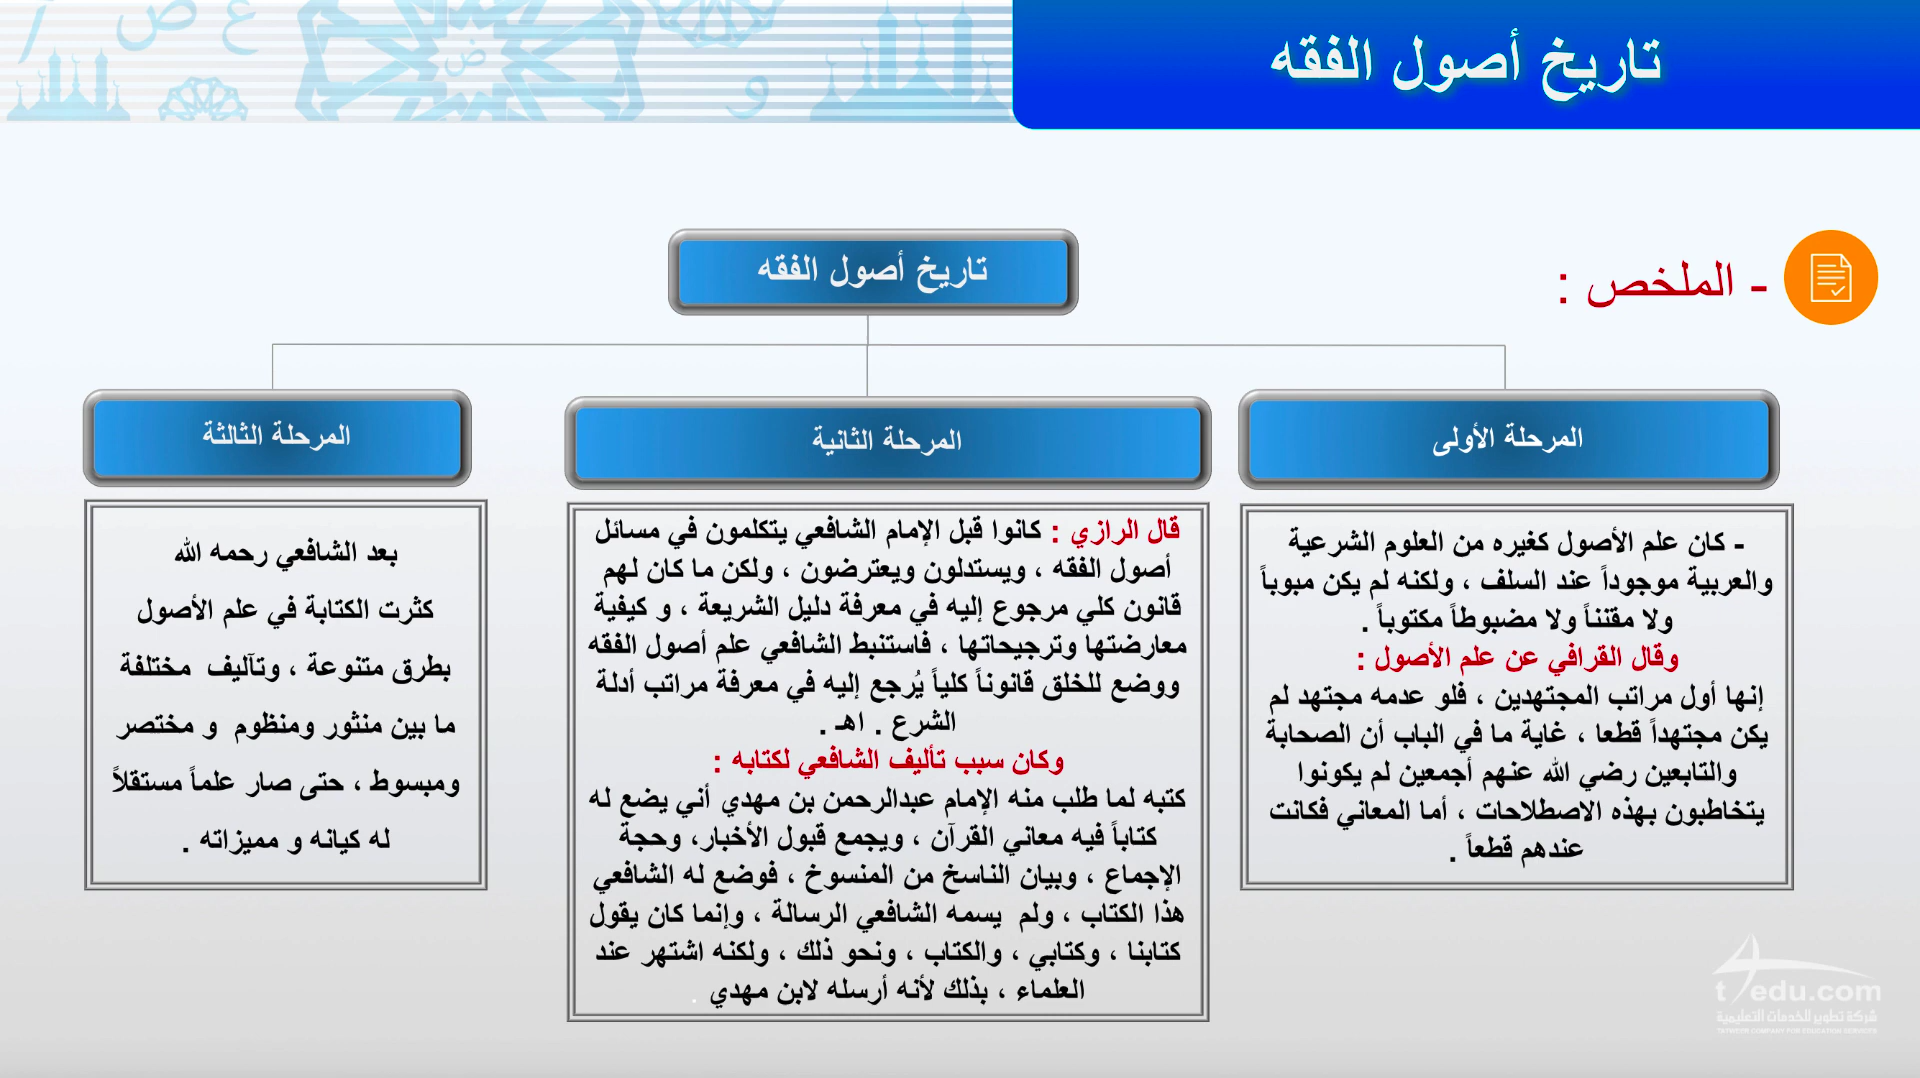 تاريخ أصول الفقه
- الملخص :
تاريخ أصول الفقه
المرحلة الأولى
- كان علم الأصول كغيره من العلوم الشرعية
والعربية موجوداً عند السلف ، ولكنه لم يكن مبوباً
ولا مقنناً ولا مضبوطاً مكتوباً .
وقال القرافي عن علم الأصول :
إنها أول مراتب المجتهدين ، فلو عدمه مجتهد لم
يكن مجتهداً قطعا ، غاية ما في الباب أن الصحابة
والتابعين رضي الله عنهم أجمعين لم يكونوا
يتخاطبون بهذه الاصطلاحات ، أما المعاني فكانت
عندهم قطعاً .
المرحلة الثانية
قال الرازي : كانوا قبل الإمام الشافعي يتكلمون في مسائل
أصول الفقه ، ويستدلون ويعترضون ، ولكن ما كان لهم
قانون كلي مرجوع إليه في معرفة دليل الشريعة ، و كيفية
معارضتها وترجيحاتها ، فاستنبط الشافعي علم أصول الفقه
ووضع للخلق قانوناً كلياً يُرجع إليه في معرفة مراتب أدلة
الشرع . اهـ .
وكان سبب تأليف الشافعي لكتابه :
كتبه لما طلب منه الإمام عبدالرحمن بن مهدي أني يضع له
كتاباً فيه معاني القرآن ، ويجمع قبول الأخبار، وحجة
الإجماع ، وبيان الناسخ من المنسوخ ، فوضع له الشافعي
هذا الكتاب ، ولم يسمه الشافعي الرسالة ، وإنما كان يقول
كتابنا ، وكتابي ، والكتاب ، ونحو ذلك ، ولكنه اشتهر عند
العلماء ، بذلك لأنه أرسله لابن مهدي .
المرحلة الثالثة
بعد الشافعي رحمه الله
كثرت الكتابة في علم الأصول
بطرق متنوعة ، وتآليف مختلفة
ما بين منثور ومنظوم و مختصر
ومبسوط ، حتى صار علماً مستقلاً
له كيانه و مميزاته .
t4edu.com
شركة تطوير للخدمات التعليمية
TATWEER COMPANY FOR EDUCATION SERVICES